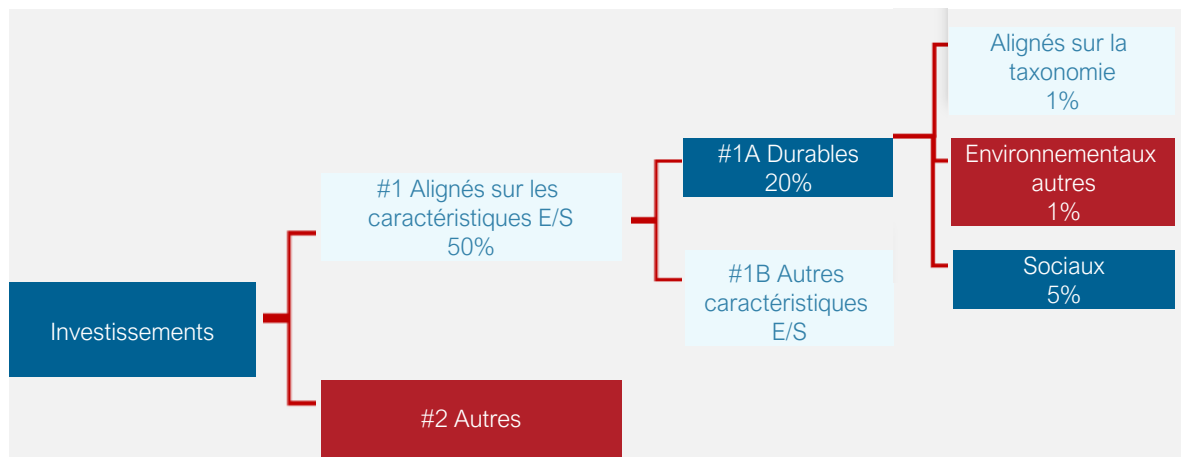 Investissements
#1 Alignés sur les
caractéristiques E/S
50%
#2 Autres
#1A Durables
20%
#1B Autres
caractéristiques
E/S
Alignés sur la
taxonomie
1%
Environnementaux
autres
1%
Sociaux
5%